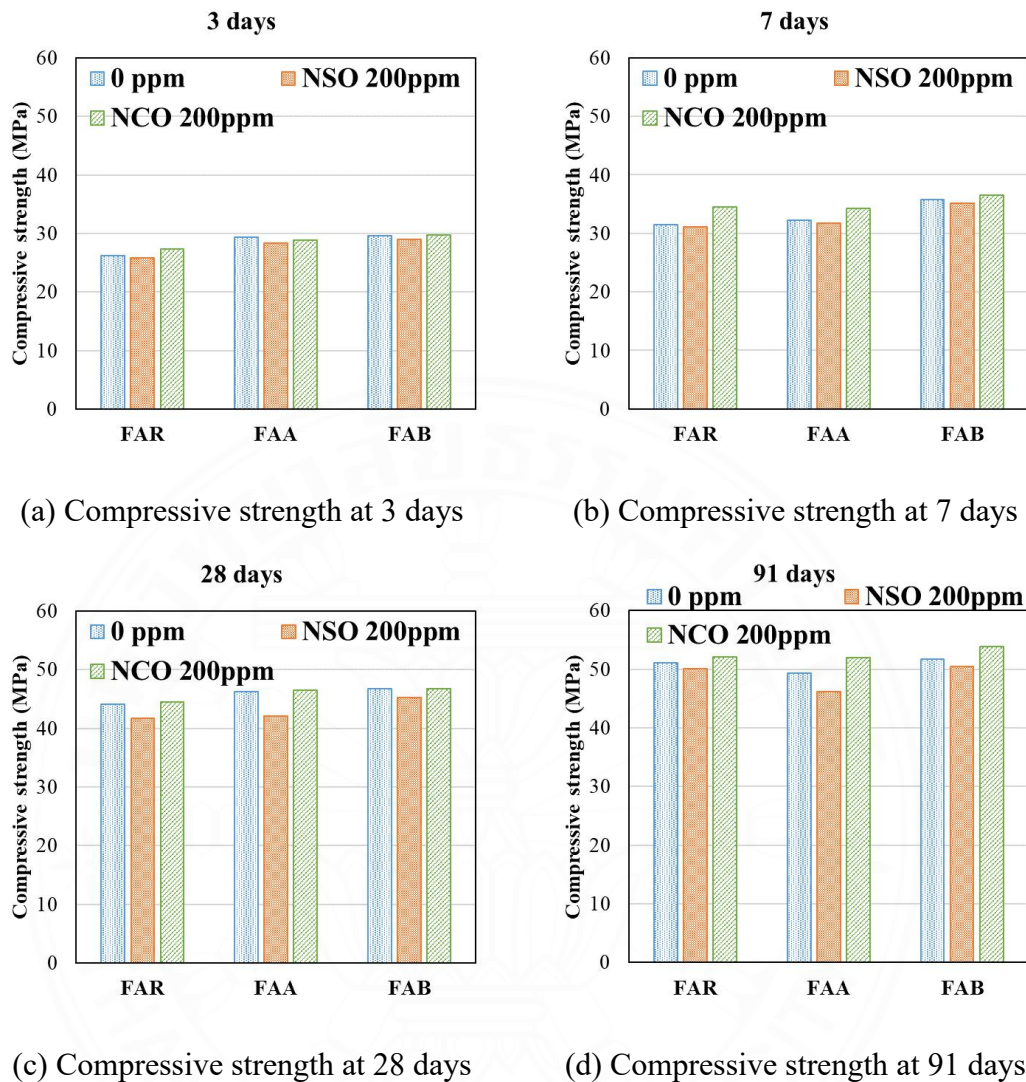 3 days
60
50
40
30
20
10
0
Compressive strength (MPa)
0 ppm
NSO 200ppm
NCO 200ppm
FAR
FAA
FAB
(a) Compressive strength at 3 days
7 days
60
50
40
30
20
10
0
Compressive strength (MPa)
0 ppm
NSO 200ppm
NCO 200ppm
FAR
FAA
FAB
(b) Compressive strength at 7 days
28 days
60
50
40
30
20
10
0
Compressive strength (MPa)
0 ppm
NSO 200ppm
NCO 200ppm
FAR
FAA
FAB
(c) Compressive strength at 28 days
91 days
60
50
40
30
20
10
0
Compressive strength (MPa)
0 ppm
NSO 200ppm
NCO 200ppm
FAR
FAA
FAB
(d) Compressive strength at 91 days